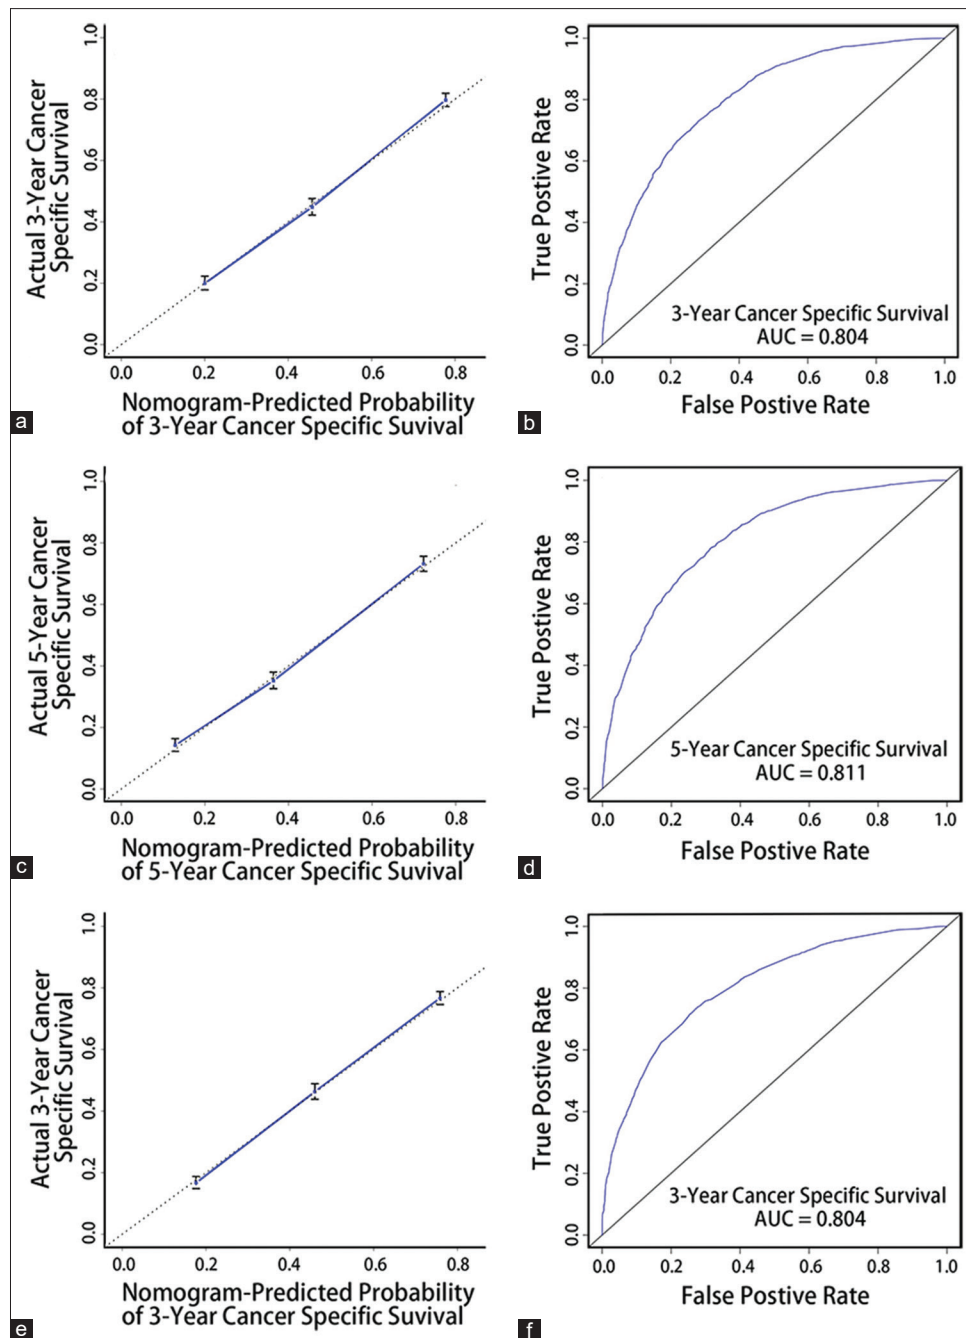 Actual 3-Year Cancer
Specific Survival
1.0
0.8
0.6
0.4
0.2
0.0
0.0 0.2 0.4 0.6 0.8
Nomogram-Predicted Probability
of 3-Year Cancer Specific Suvival
a
True Postive Rate
1.0
0.8
0.6
0.4
0.2
0.0
3-Year Cancer Specific Survival
AUC = 0.804
0.0 0.2 0.4 0.6 0.8 1.0
False Postive Rate
b
Actual 5-Year Cancer
Specific Survival
1.0
0.8
0.6
0.4
0.2
0.0
0.0 0.2 0.4 0.6 0.8
Nomogram-Predicted Probability
of 5-Year Cancer Specific Suvival
c
True Postive Rate
1.0
0.8
0.6
0.4
0.2
0.0
5-Year Cancer Specific Survival
AUC = 0.811
0.0 0.2 0.4 0.6 0.8 1.0
False Postive Rate
d
Actual 3-Year Cancer
Specific Survival
1.0
0.8
0.6
0.4
0.2
0.0
0.0 0.2 0.4 0.6 0.8
Nomogram-Predicted Probability
of 3-Year Cancer Specific Suvival
e
True Postive Rate
1.0
0.8
0.6
0.4
0.2
0.0
3-Year Cancer Specific Survival
AUC = 0.804
0.0 0.2 0.4 0.6 0.8 1.0
False Postive Rate
f